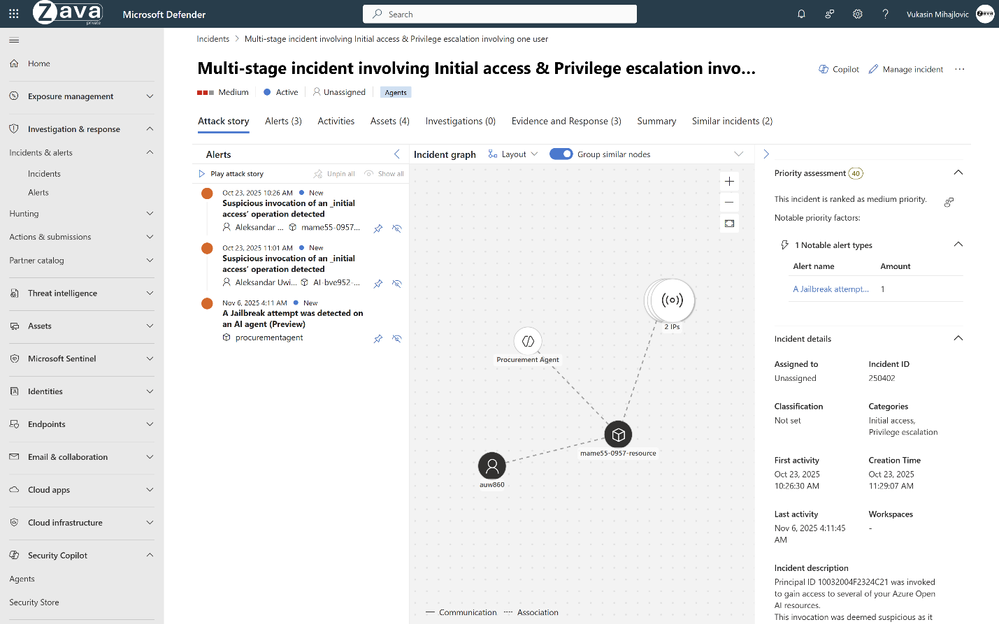 Zava
private
Microsoft Defender
Search
Vukasin Mihajlovic
Zava
Home
Exposure management
Investigation & response
Incidents & alerts
Incidents
Alerts
Hunting
Actions & submissions
Partner catalog
Threat intelligence
Assets
Microsoft Sentinel
Identities
Endpoints
Email & collaboration
Cloud apps
Cloud infrastructure
Security Copilot
Agents
Security Store
Incidents > Multi-stage incident involving Initial access & Privilege escalation involving one user
Multi-stage incident involving Initial access & Privilege escalation invo...
Copilot
Manage incident
Medium
Active
Unassigned
Agents
Attack story
Alerts (3)
Activities
Assets (4)
Investigations (0)
Evidence and Response (3)
Summary
Similar incidents (2)
Alerts
Play attack story
Unpin all
Show all
Oct 23, 2025 10:26 AM • New
Suspicious invocation of an _initial
access' operation detected
Aleksandar ... mame55-0957...
Oct 23, 2025 11:01 AM • New
Suspicious invocation of an _initial
access' operation detected
Aleksandar Uwi... AI-bve952-...
Nov 6, 2025 4:11 AM • New
A Jailbreak attempt was detected on
an AI agent (Preview)
procurementagent
Incident graph
Layout
Group similar nodes
2 IPs
Procurement Agent
mame55-0957-resource
auw860
Communication
Association
Priority assessment 40
This incident is ranked as medium priority.
Notable priority factors:
1 Notable alert types
Alert name Amount
A Jailbreak attempt... 1
Incident details
Assigned to
Unassigned
Incident ID
250402
Classification
Not set
Categories
Initial access,
Privilege escalation
First activity
Oct 23, 2025
10:26:30 AM
Creation Time
Oct 23, 2025
11:29:07 AM
Last activity
Nov 6, 2025 4:11:45
AM
Workspaces
-
Incident description
Principal ID 10032004F2324C21 was invoked
to gain access to several of your Azure Open
AI resources.
This invocation was deemed suspicious as it